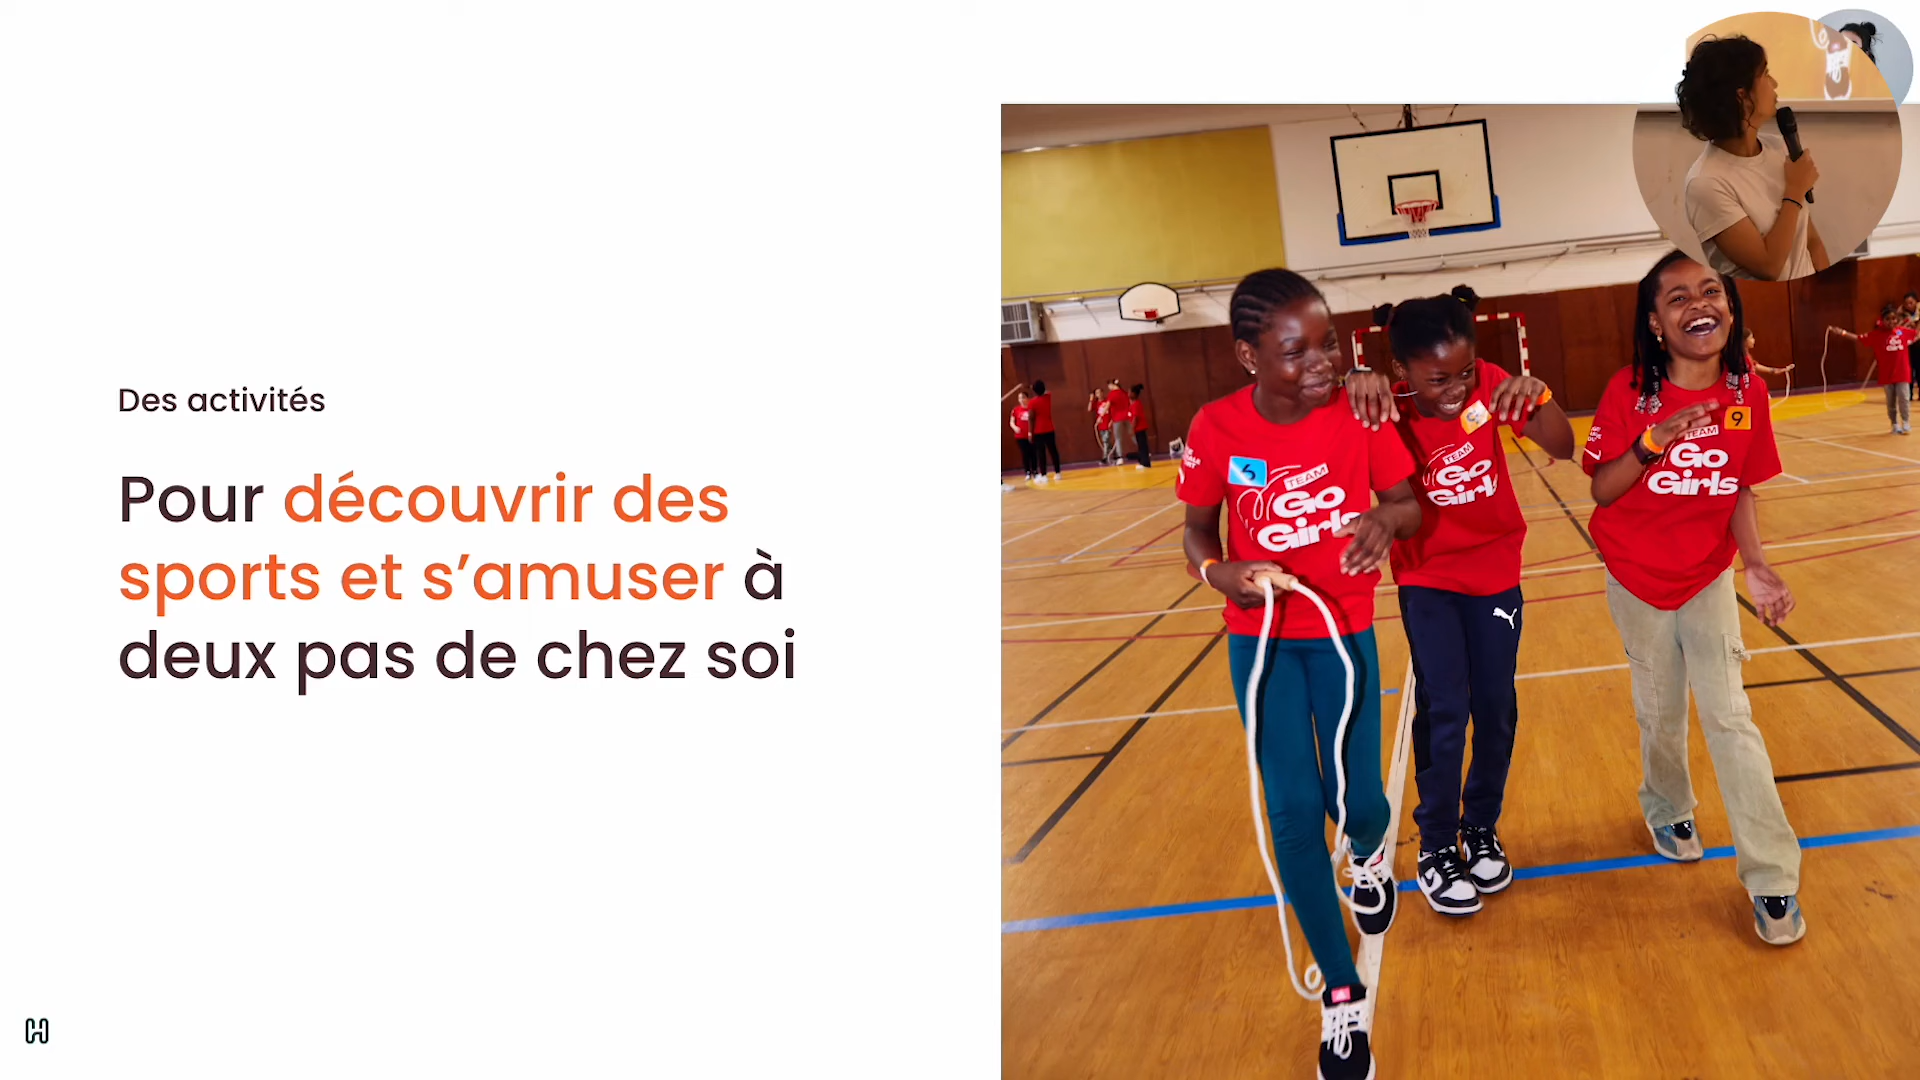 Des activités
Pour découvrir des
sports et s’amuser à
deux pas de chez soi
TEAM
Go
Girls
TEAM
Go
Girls
9
TEAM
Go
Girls